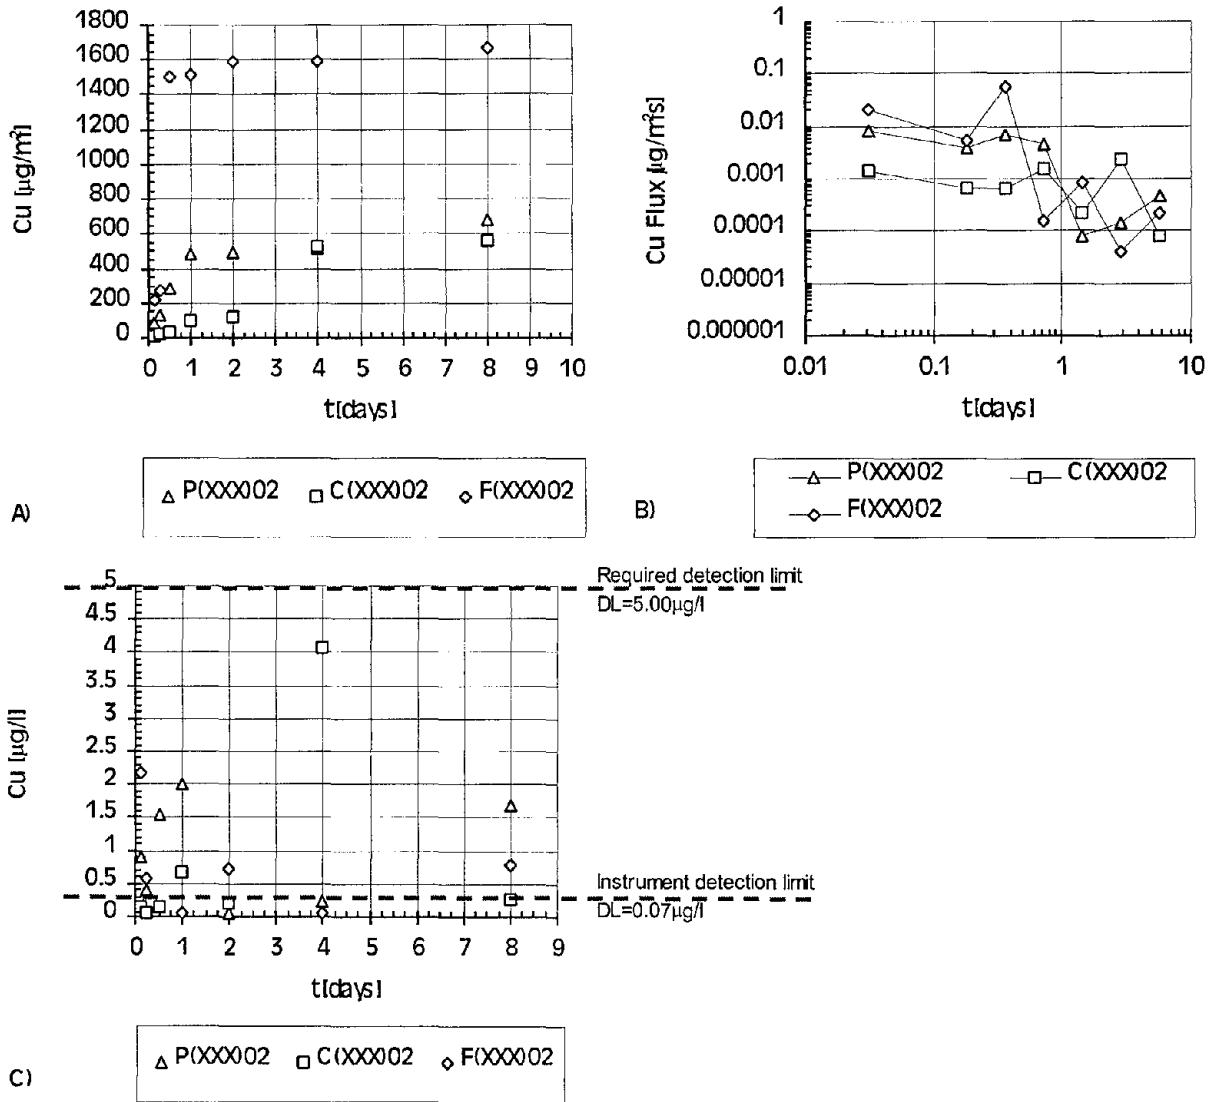 1800
1600
1400
1200
1000
800
600
400
200
0
Cu [µg/m²]
0 1 2 3 4 5 6 7 8 9 10
t[days]
P(XXX)02 C(XXX)02 F(XXX)02
A)
1
0.1
0.01
0.001
0.0001
0.00001
0.000001
Cu Flux µg/m²s]
0.01 0.1 1 10
t[days]
P(XXX)02 C(XXX)02
F(XXX)02
B)
5
4.5
4
3.5
3
2.5
2
1.5
1
0.5
0
Cu [µg/l]
0 1 2 3 4 5 6 7 8 9
t[days]
Required detection limit
DL=5.00µg/l
Instrument detection limit
DL=0.07µg/l
P(XXX)02 C(XXX)02 F(XXX)02
C)